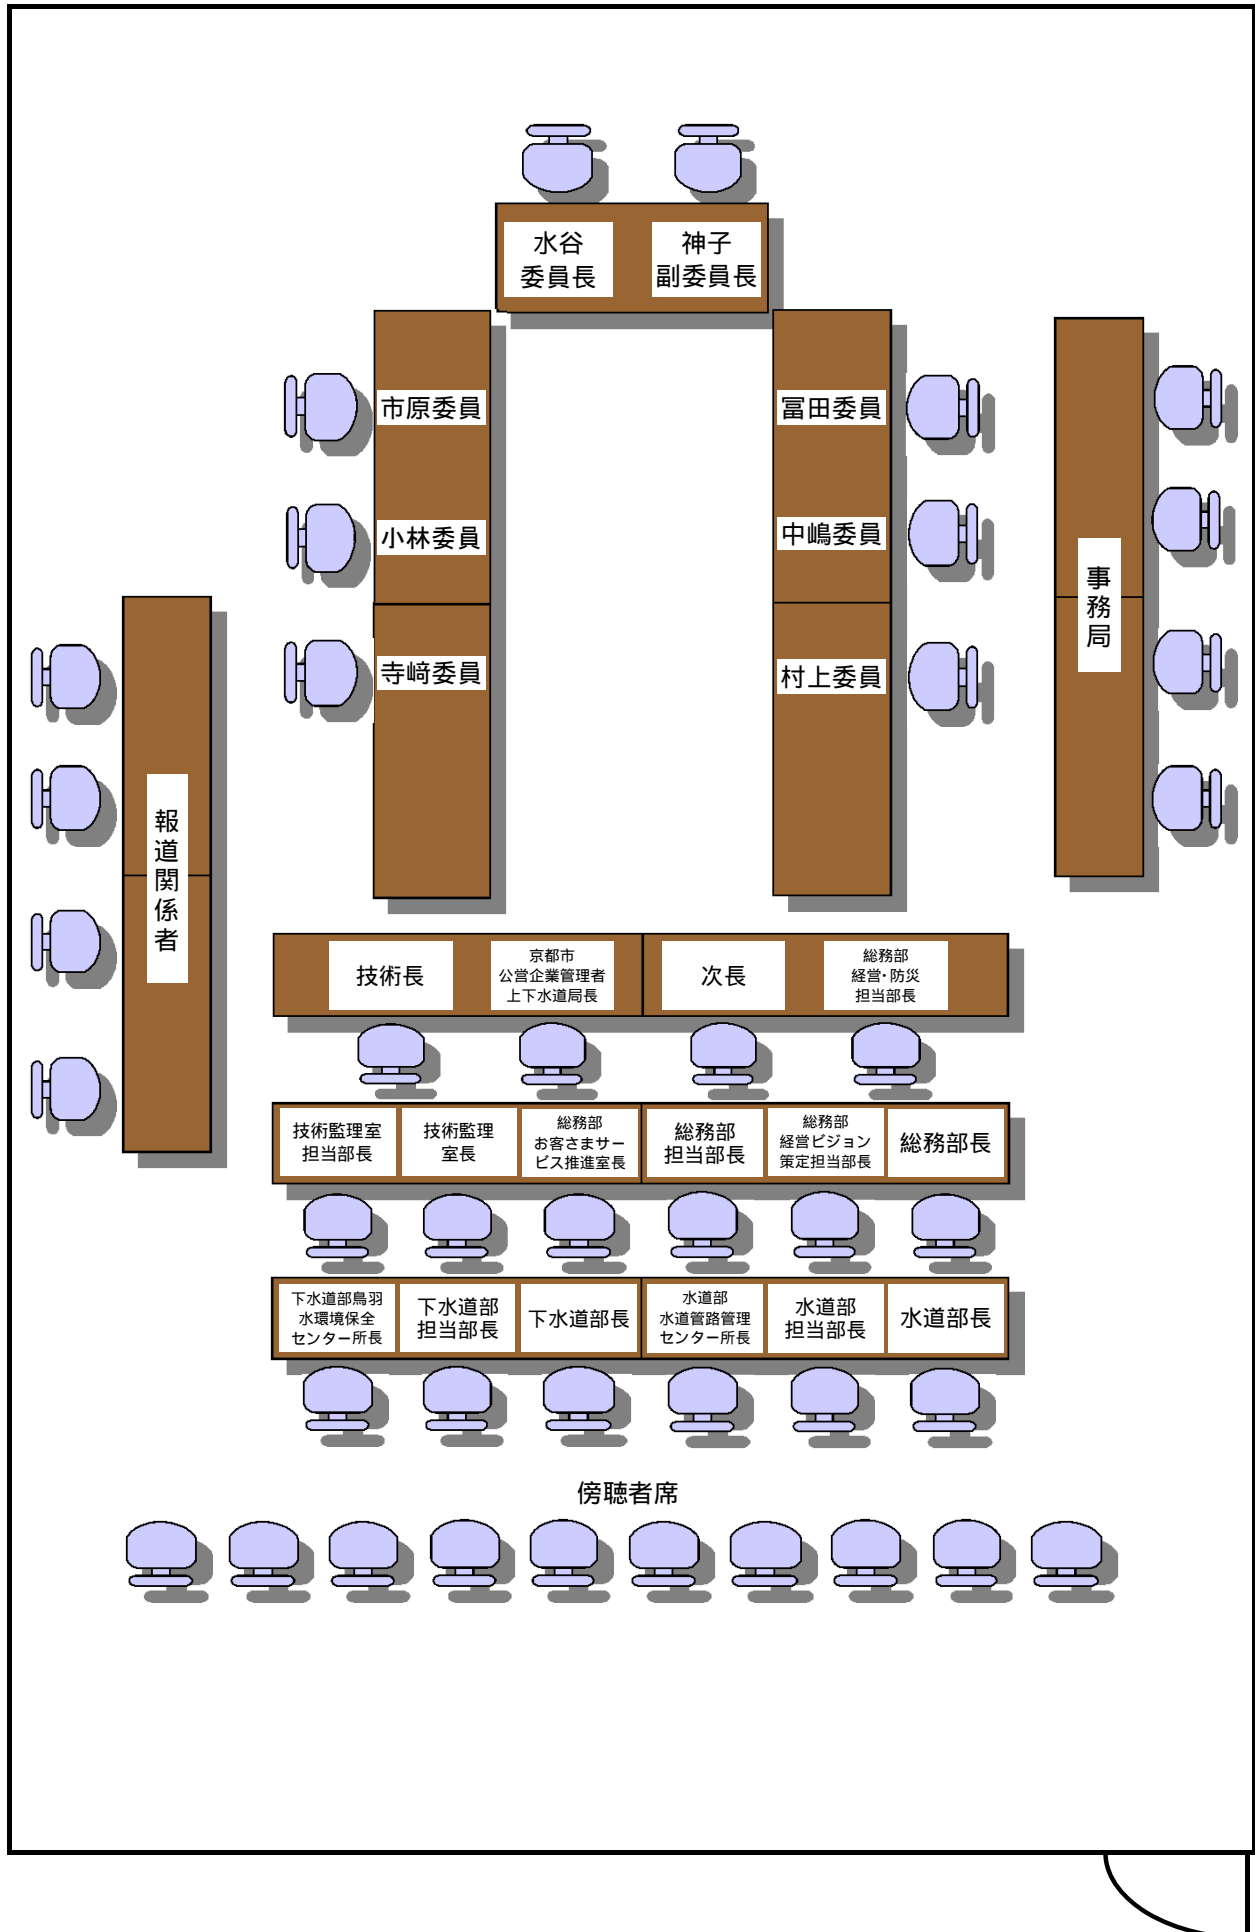 水谷
委員長
神子
副委員長
市原委員
冨田委員
小林委員
中嶋委員
寺﨑委員
村上委員
事務局
報道関係者
技術長
京都市
公営企業管理者
上下水道局長
次長
総務部
経営・防災
担当部長
技術監理室
担当部長
技術監理
室長
総務部
お客さまサー
ビス推進室長
総務部
担当部長
総務部
経営ビジョン
策定担当部長
総務部長
下水道部鳥羽
水環境保全
センター所長
下水道部
担当部長
下水道部長
水道部
水道管路管理
センター所長
水道部
担当部長
水道部長
傍聴者席